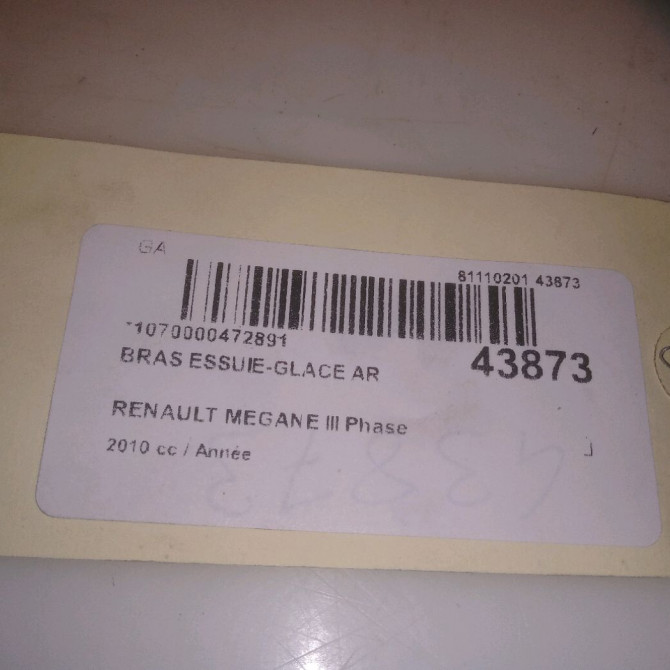 GA
81110201 43873
*1070000472891
43873
BRAS ESSUIE-GLACE AR
RENAULT MEGANE III Phase
2010 cc / Année